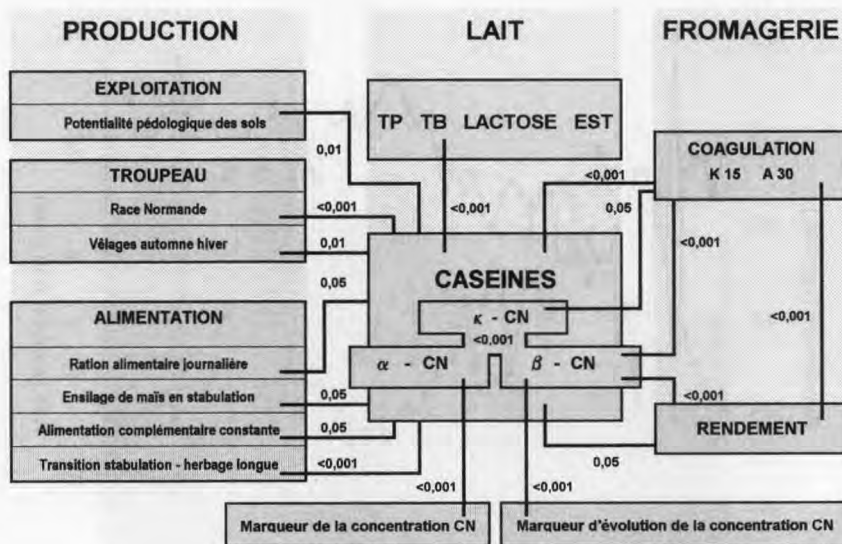 PRODUCTION
LAIT
FROMAGERIE
EXPLOITATION
Potentialité pédologique des sols
0,01
TROUPEAU
Race Normande
<0,001
Vêlages automne hiver
0,01
0,05
ALIMENTATION
Ration alimentaire journalière
Ensilage de maïs en stabulation
0,05
Alimentation complémentaire constante
0,05
Transition stabulation - herbage longue
<0,001
TP TB LACTOSE EST
<0,001
CASEINES
κ - CN
<0,001
α - CN
β - CN
<0,001
<0,001
Marqueur de la concentration CN
Marqueur d'évolution de la concentration CN
COAGULATION
K 15 A 30
<0,001
0,05
<0,001
<0,001
<0,001
RENDEMENT
0,05